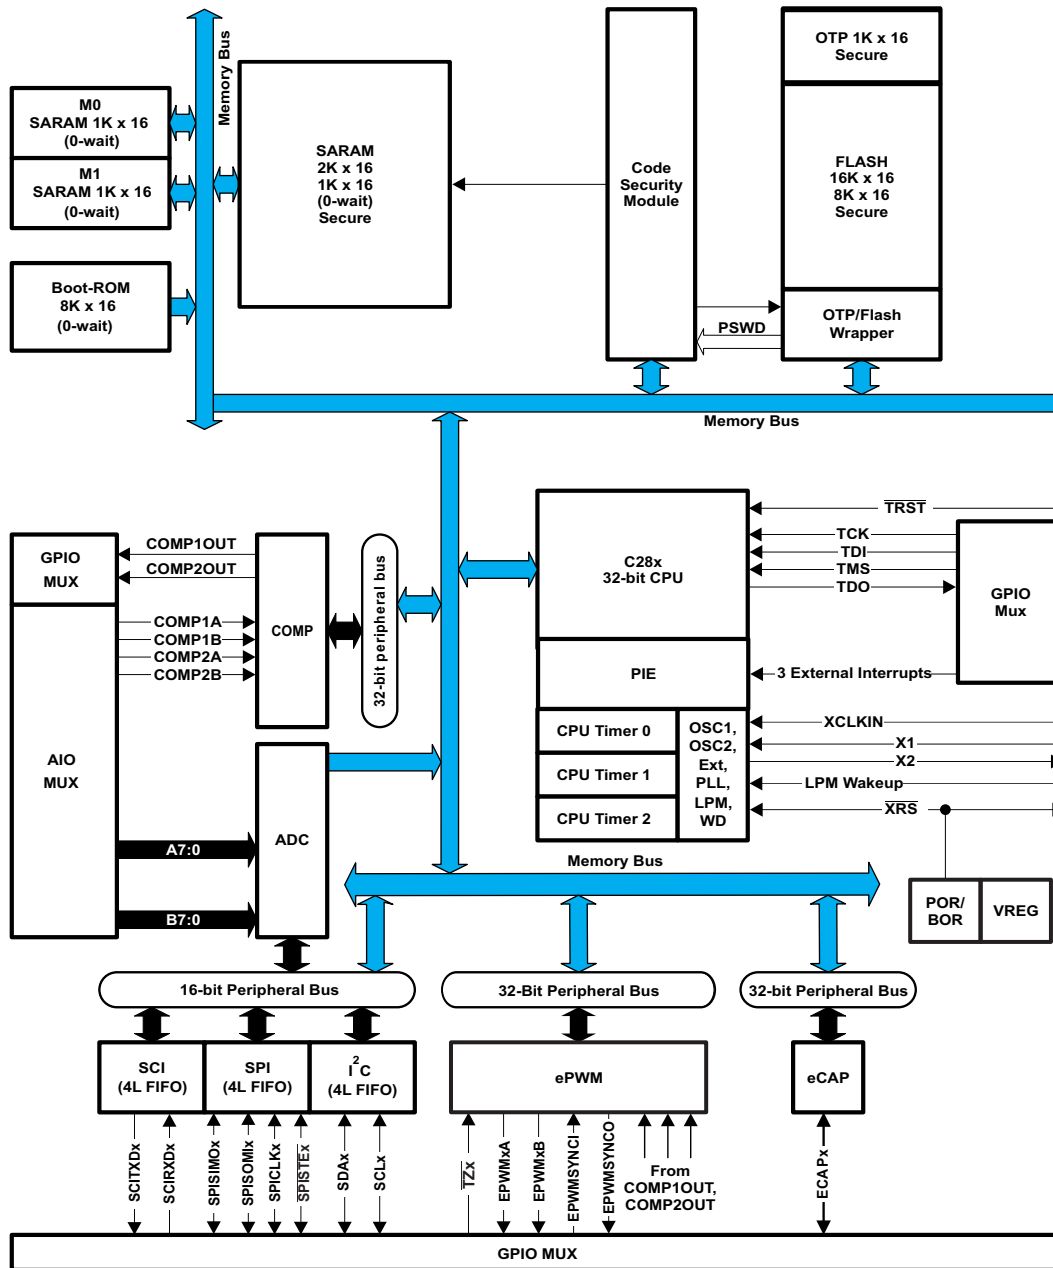 OTP 1K x 16
Secure
Memory Bus
M0
SARAM 1K x 16
(0-wait)
M1
SARAM 1K x 16
(0-wait)
SARAM
2K x 16
1K x 16
(0-wait)
Secure
Code
Security
Module
FLASH
16K x 16
8K x 16
Secure
Boot-ROM
8K x 16
(0-wait)
PSWD
OTP/Flash
Wrapper
Memory Bus
GPIO
MUX
COMP1OUT
COMP2OUT
COMP1A
COMP1B
COMP2A
COMP2B
COMP
32-bit peripheral bus
C28x
32-bit CPU
TRST
TCK
TDI
TMS
TDO
GPIO
Mux
PIE
3 External Interrupts
CPU Timer 0
CPU Timer 1
CPU Timer 2
OSC1,
OSC2,
Ext,
PLL,
LPM,
WD
XCLKIN
X1
X2
LPM Wakeup
XRS
AIO
MUX
A7:0
B7:0
ADC
Memory Bus
POR/
BOR
VREG
16-bit Peripheral Bus
32-Bit Peripheral Bus
32-bit Peripheral Bus
SCI
(4L FIFO)
SPI
(4L FIFO)
I2C
(4L FIFO)
ePWM
eCAP
SCITXDx
SCIRXDx
SPISIMOx
SPISOMIx
SPICLKx
SPISTEx
SDAx
SCLx
TZx
EPWMxA
EPWMxB
EPWMSYNCI
EPWMSYNCO
From
COMP1OUT,
COMP2OUT
ECAPx
GPIO MUX